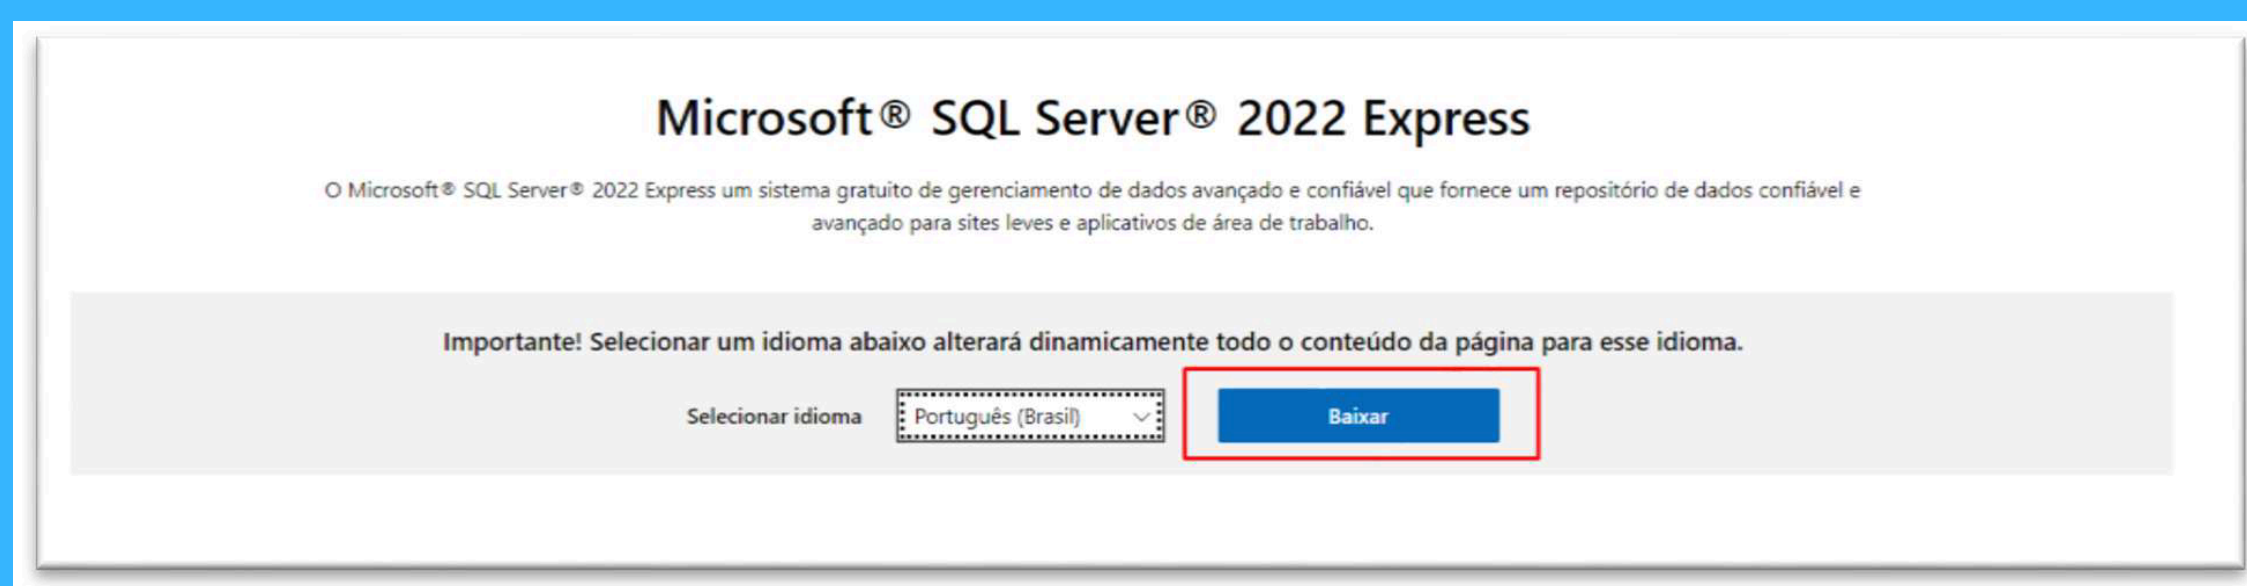 Microsoft® SQL Server® 2022 Express
O Microsoft® SQL Server® 2022 Express um sistema gratuito de gerenciamento de dados avançado e confiável que fornece um repositório de dados confiável e
avançado para sites leves e aplicativos de área de trabalho.
Importante! Selecionar um idioma abaixo alterará dinamicamente todo o conteúdo da página para esse idioma.
Selecionar idioma Português (Brasil) Baixar